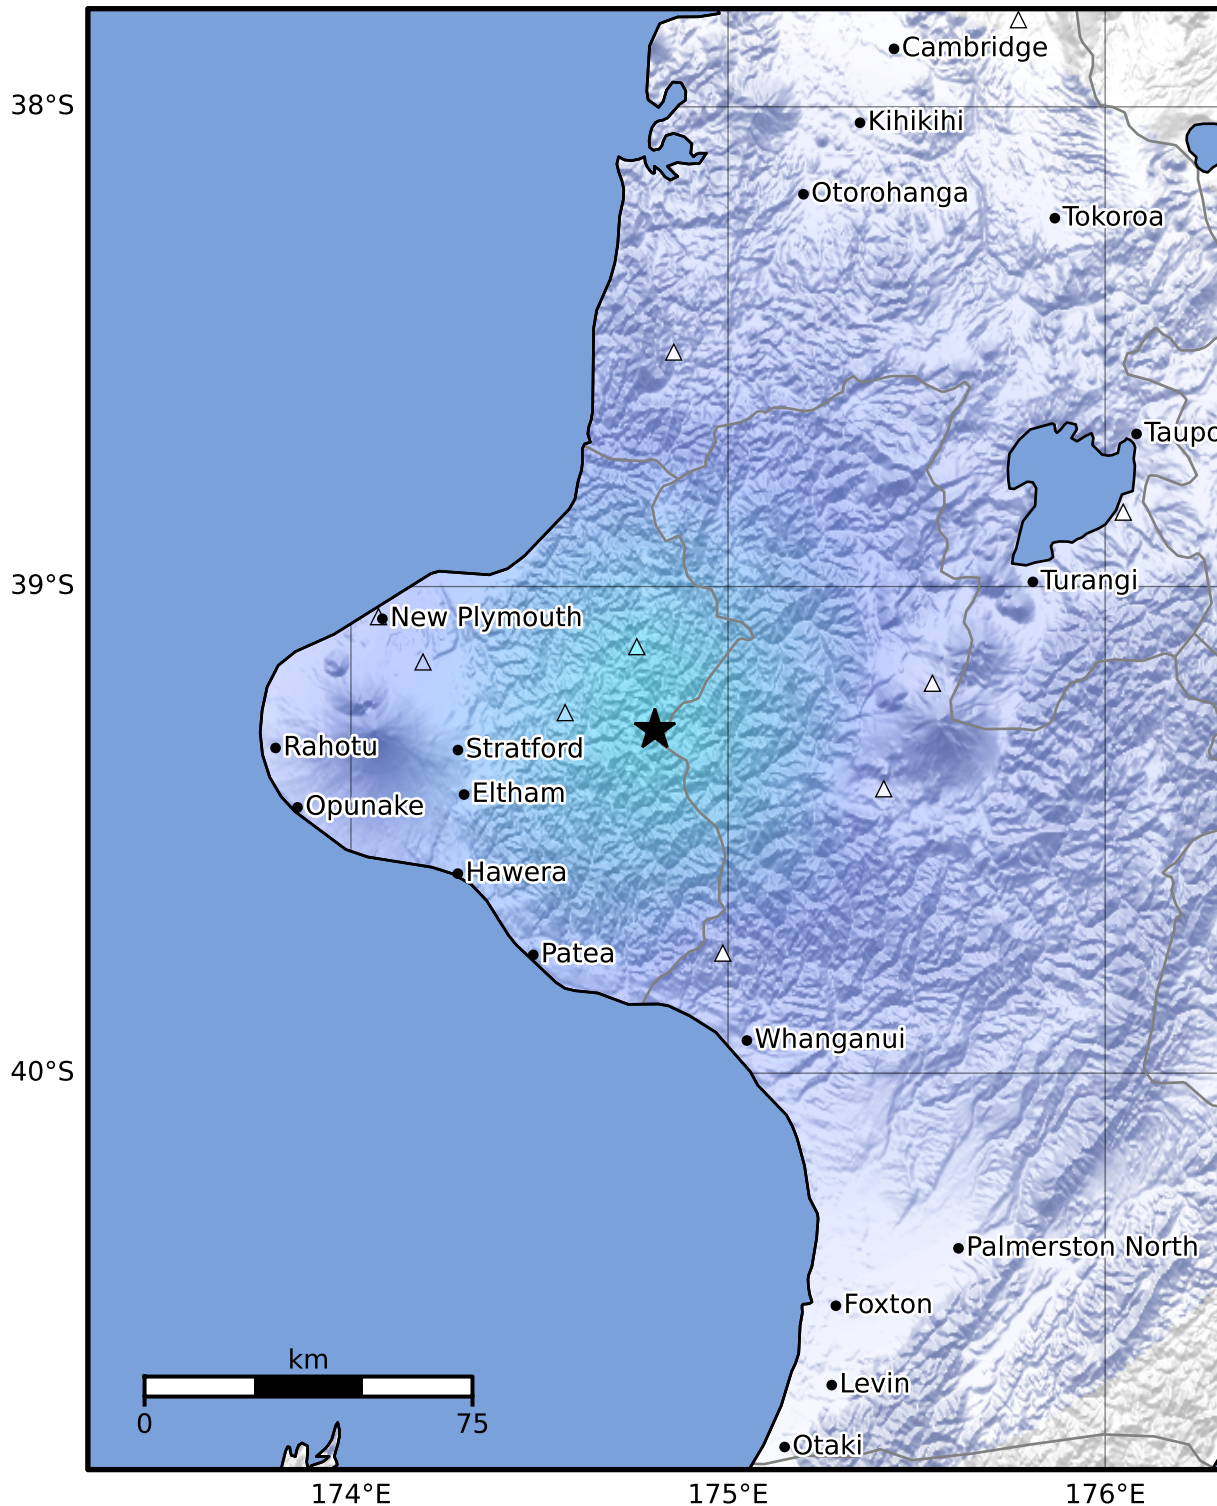 Cambridge
38°S
Kihikihi
Otorohanga
Tokoroa
Taupo
Turangi
39°S
New Plymouth
Rahotu
Stratford
Eltham
Opunake
Hawera
Patea
Whanganui
40°S
Palmerston North
Foxton
km
Levin
0
75
Otaki
174°E
175°E
176°E